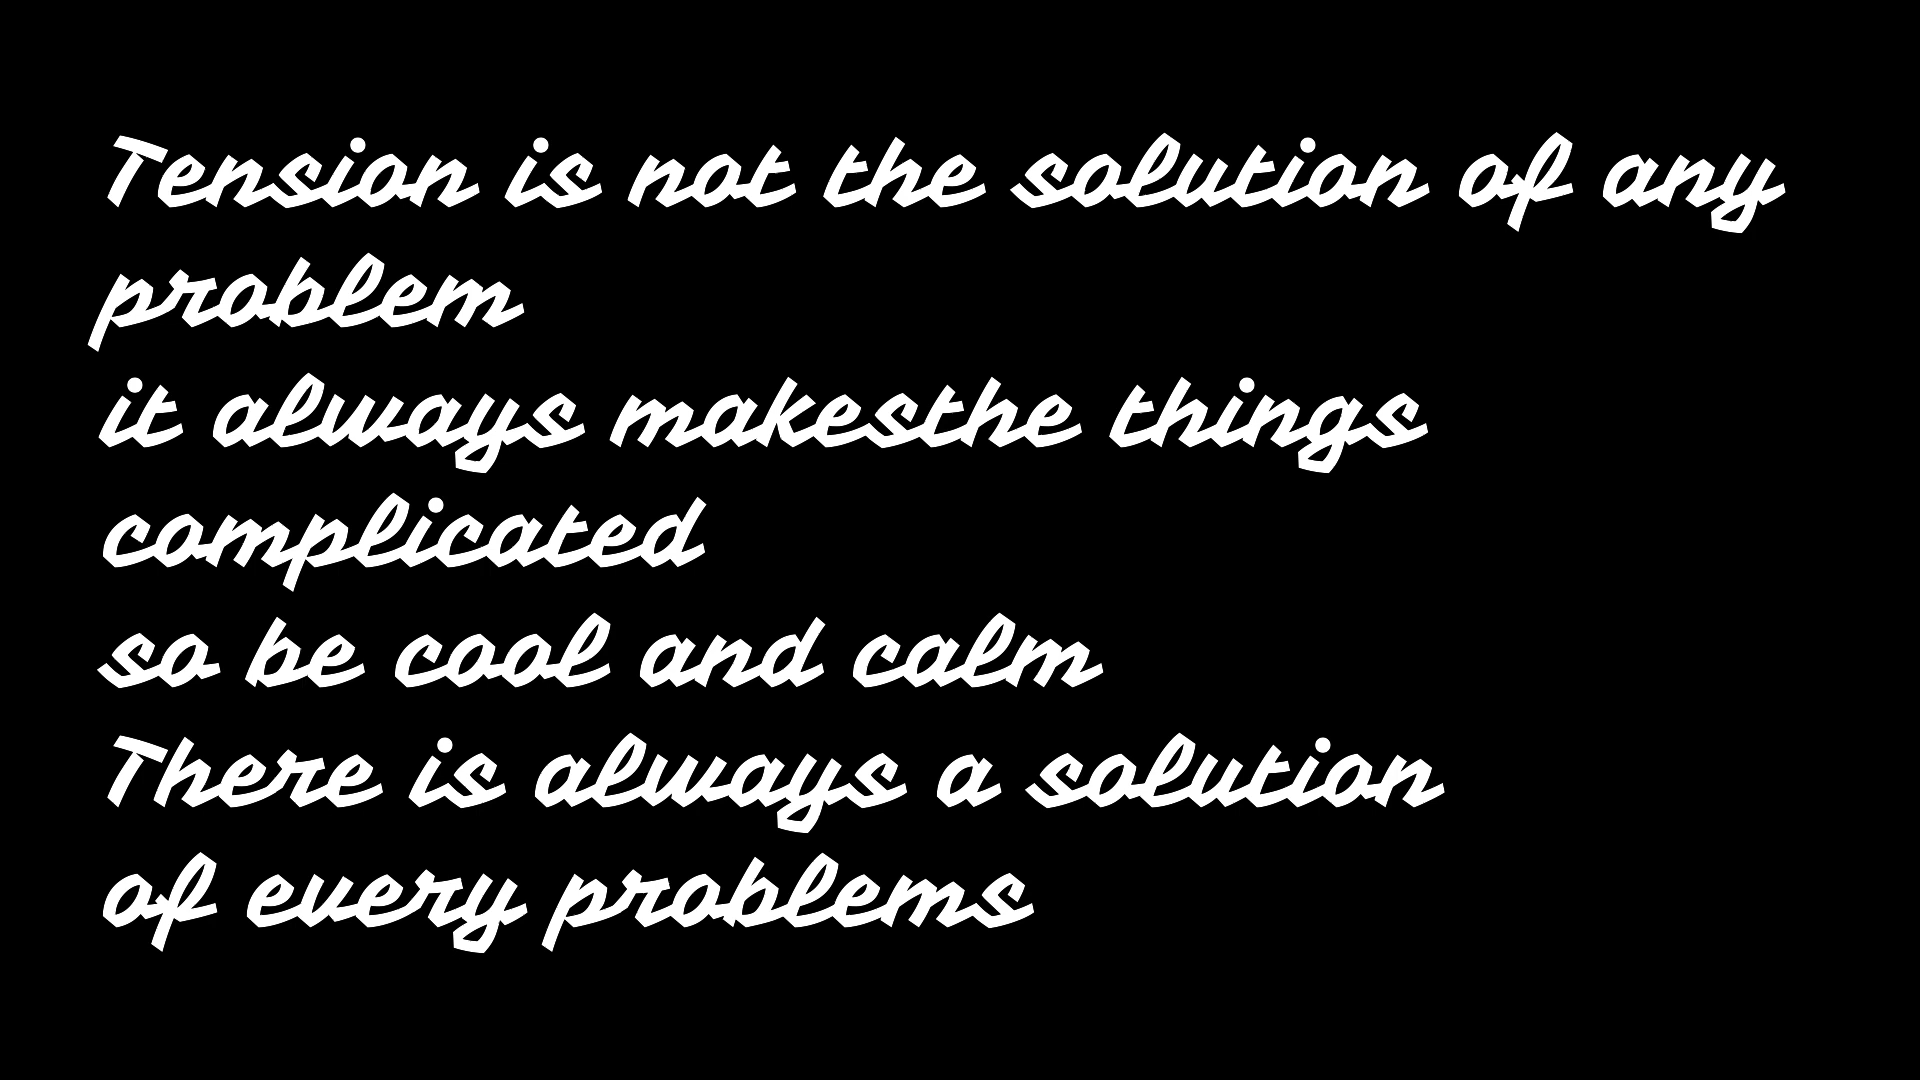 Tension is not the solution of any
problem
it always makesthe things
complicated
so be cool and calm
There is always a solution
of every problems